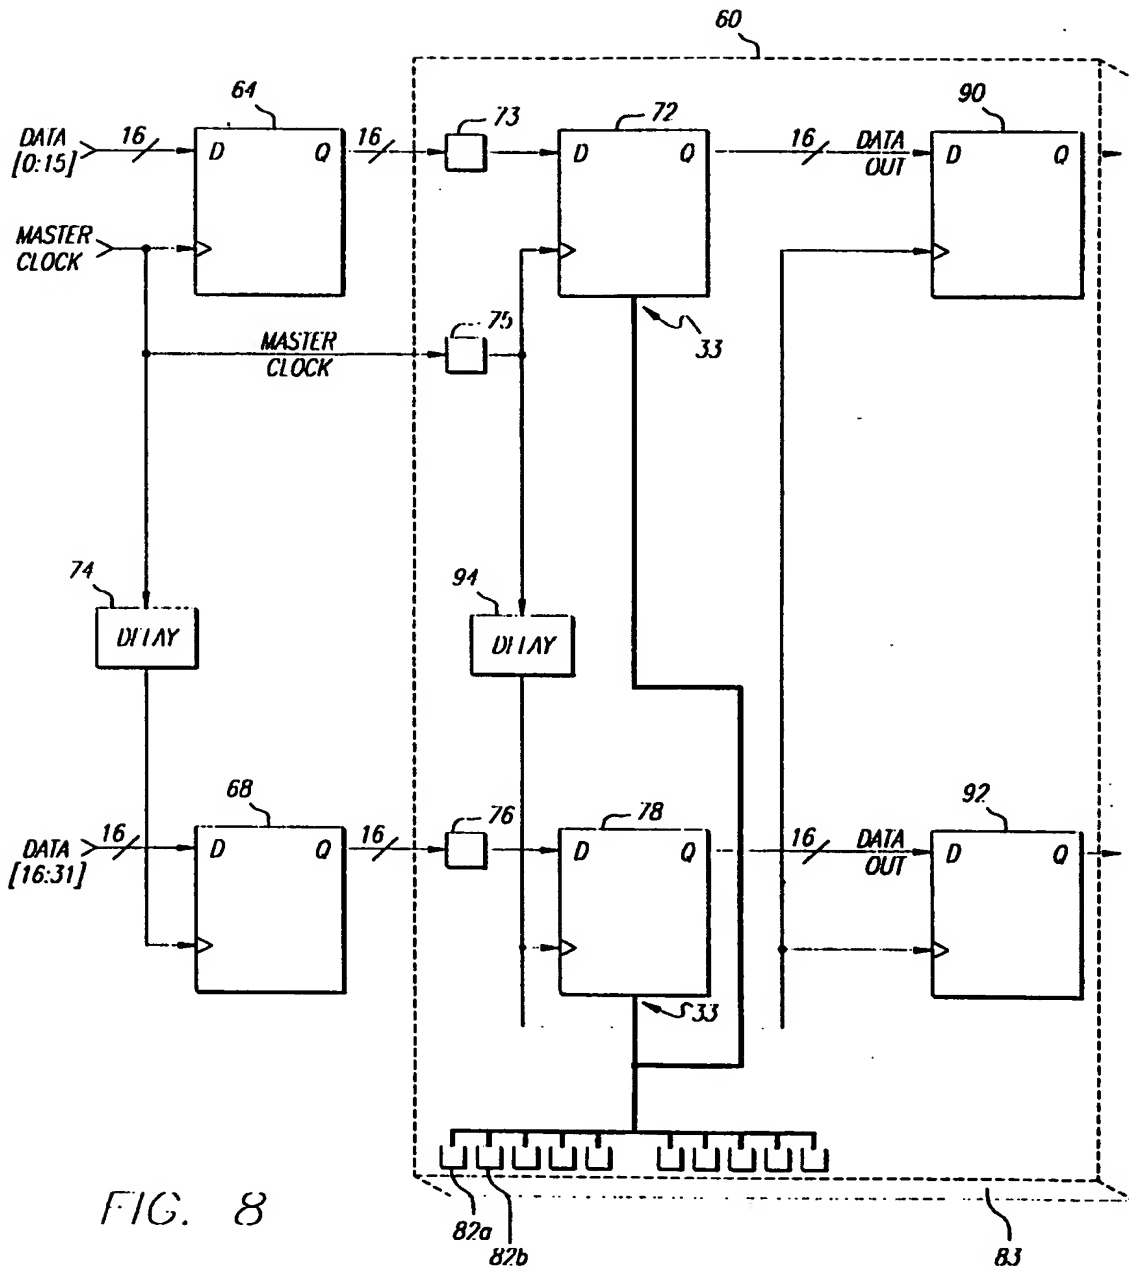 60
64
73
72
90
DATA
[0:15]
16
D
Q
16
D
16
DATA
OUT
D
Q
MASTER
CLOCK
75
MASTER
CLOCK
33
74
DELAY
94
DELAY
68
76
78
92
DATA
[16:31]
16
D
Q
16
D
Q
16
DATA
OUT
D
Q
33
FIG. 8
82a
82b
83